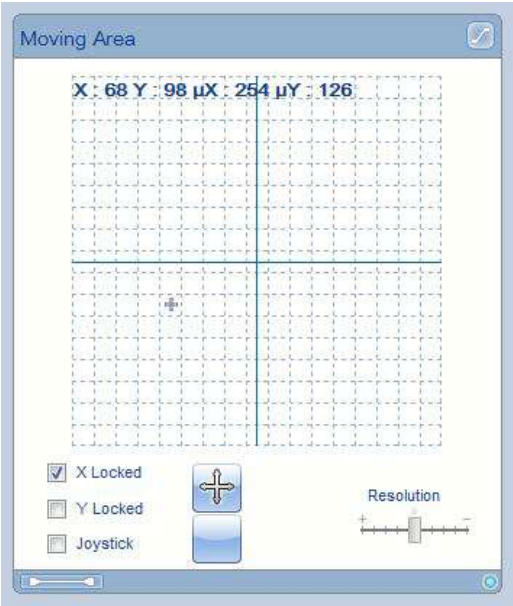 Moving Area
X : 68 Y : 98 µX : 254 µY : 126
X Locked
Y Locked
Joystick
Resolution
+ -